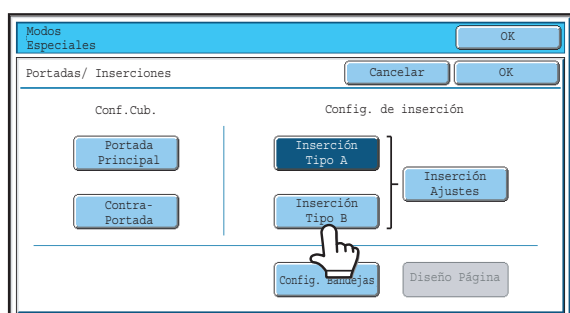 Modos
Especiales
OK
Portadas/ Inserciones
Cancelar
OK
Conf.Cub.
Config. de inserción
Portada
Principal
Inserción
Tipo A
Inserción
Ajustes
Contra-
Portada
Inserción
Tipo B
Config. Bandejas
Diseño Página